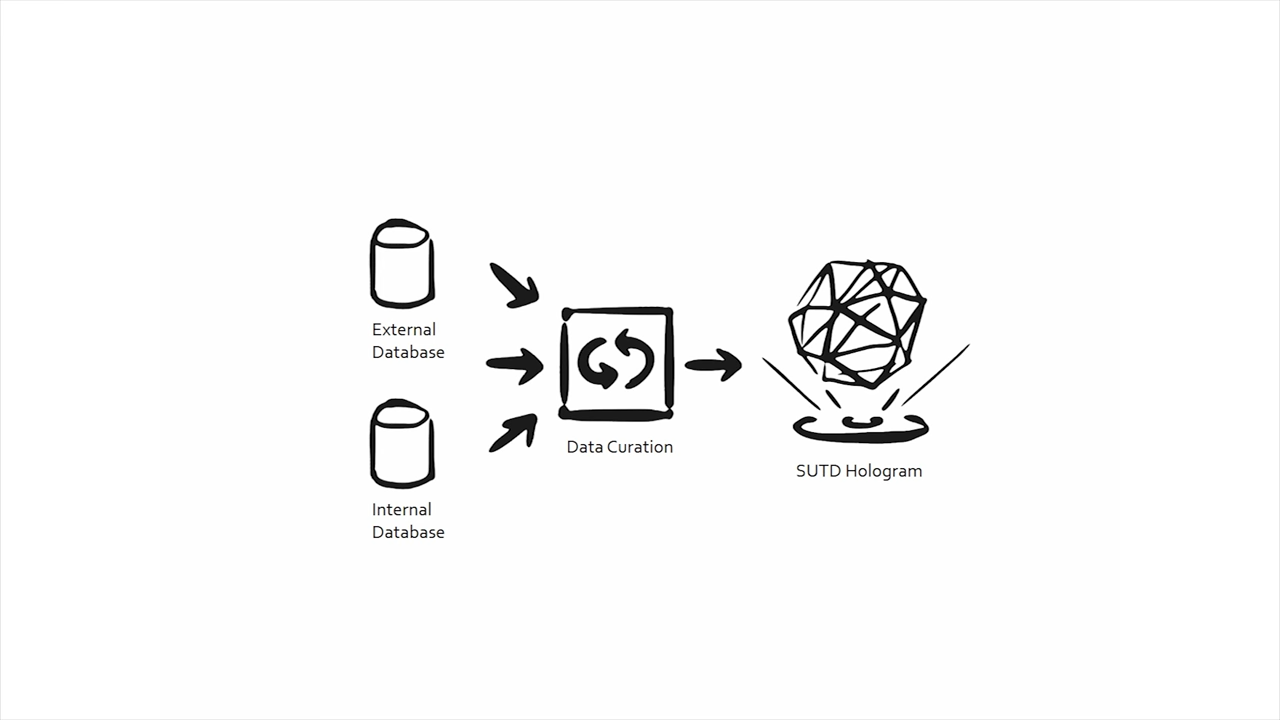 External
Database
Internal
Database
Data Curation
SUTD Hologram